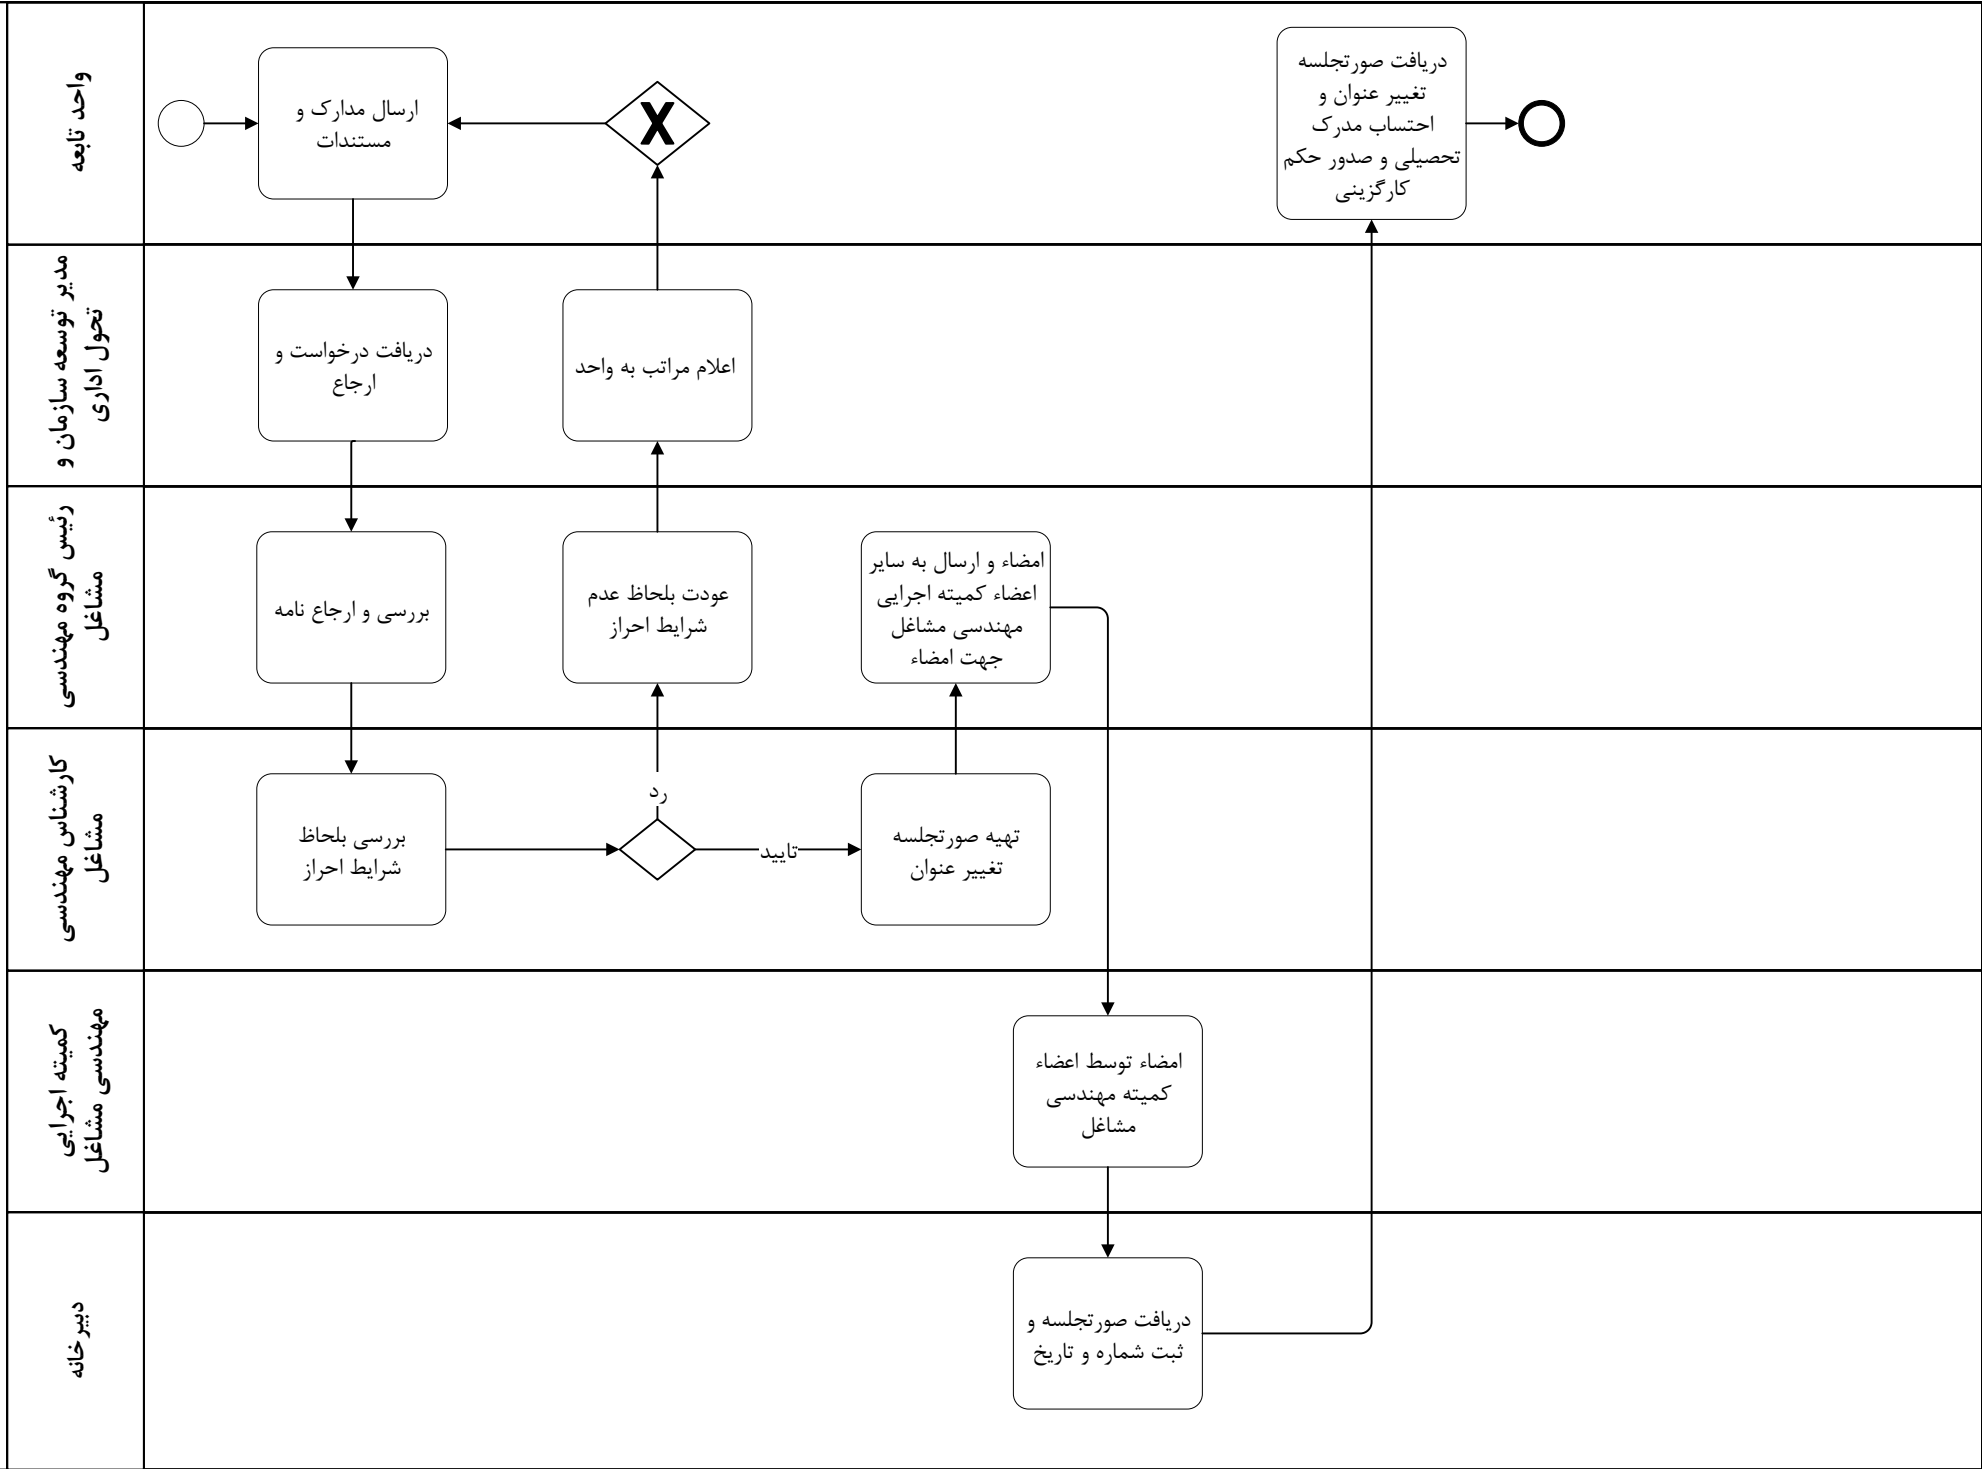 واحد تابعه
ارسال مدارک و
مستندات
X
دریافت صورتجلسه
تغییر عنوان و
احتساب مدرک
تحصیلی و صدور حکم
کارگزینی
مدیر توسعه سازمان و
تحول اداری
دریافت درخواست و
ارجاع
اعلام مراتب به واحد
رئیس گروه مهندسی
مشاغل
بررسی و ارجاع نامه
عودت بلحاظ عدم
شرایط احراز
امضاء و ارسال به سایر
اعضاء کمیته اجرایی
مهندسی مشاغل
جهت امضاء
کارشناس مهندسی
مشاغل
بررسی بلحاظ
شرایط احراز
رد
تایید
تهیه صورتجلسه
تغییر عنوان
کمیته اجرایی
مهندسی مشاغل
امضاء توسط اعضاء
کمیته مهندسی
مشاغل
دبیرخانه
دریافت صورتجلسه و
ثبت شماره و تاریخ